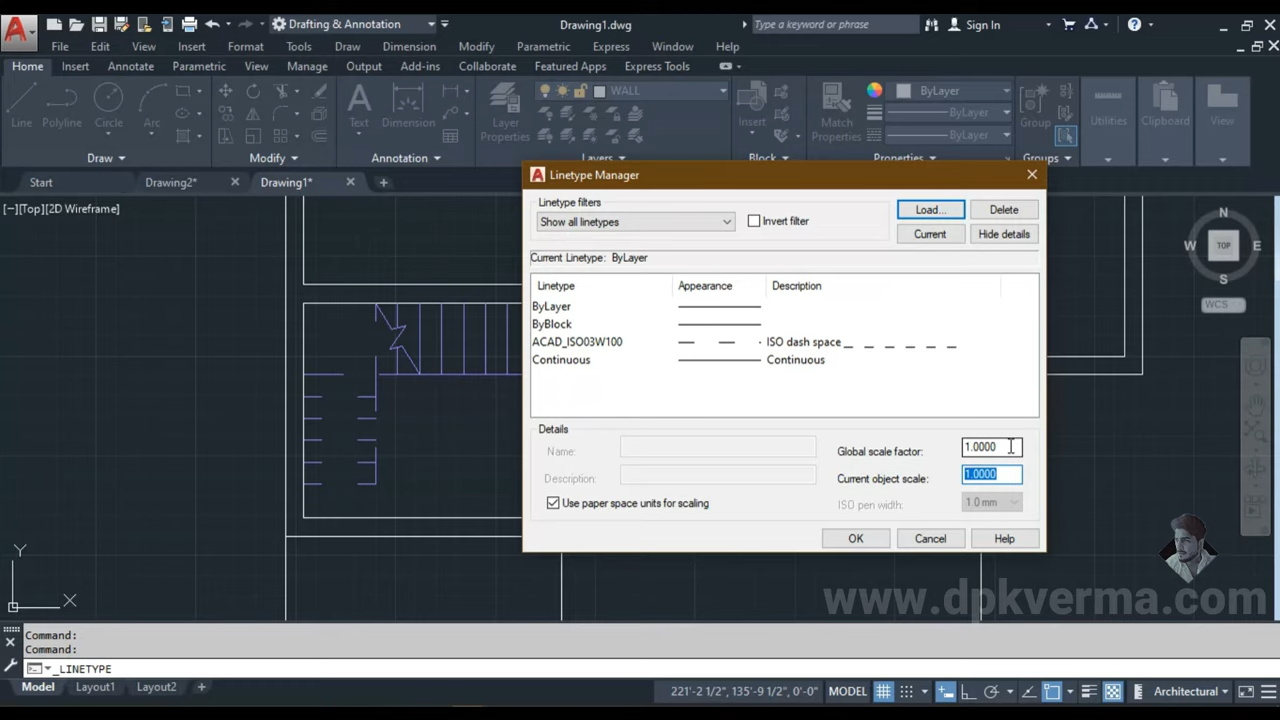 Drafting & Annotation
Drawing1.dwg
Type a keyword or phrase
Sign In
File Edit View Insert Format Tools Draw Dimension Modify Parametric Express Window Help
Home Insert Annotate Parametric View Manage Output Add-ins Collaborate Featured Apps Express Tools
WALL
ByLayer
ByLayer
ByLayer
Line Polyline Circle Arc Text Dimension Layer Properties Insert Match Properties Group Utilities Clipboard View
Draw Modify Annotation Layers Block Properties Groups
Start Drawing2* Drawing1*
[−][Top][2D Wireframe]
Linetype Manager
Linetype filters
Show all linetypes
Invert filter
Load...
Delete
Current
Hide details
Current Linetype: ByLayer
Linetype Appearance Description
ByLayer
ByBlock
ACAD_ISO03W100 ISO dash space
Continuous Continuous
Details
Name:
Global scale factor: 1.0000
Description:
Current object scale: 1.0000
Use paper space units for scaling
ISO pen width: 1.0 mm
OK Cancel Help
N
W TOP E
S
WCS
Y
X
www.dpkverma.com
Command:
Command:
_LINETYPE
Model Layout1 Layout2
221'-2 1/2", 135'-9 1/2", 0'-0" MODEL
Architectural